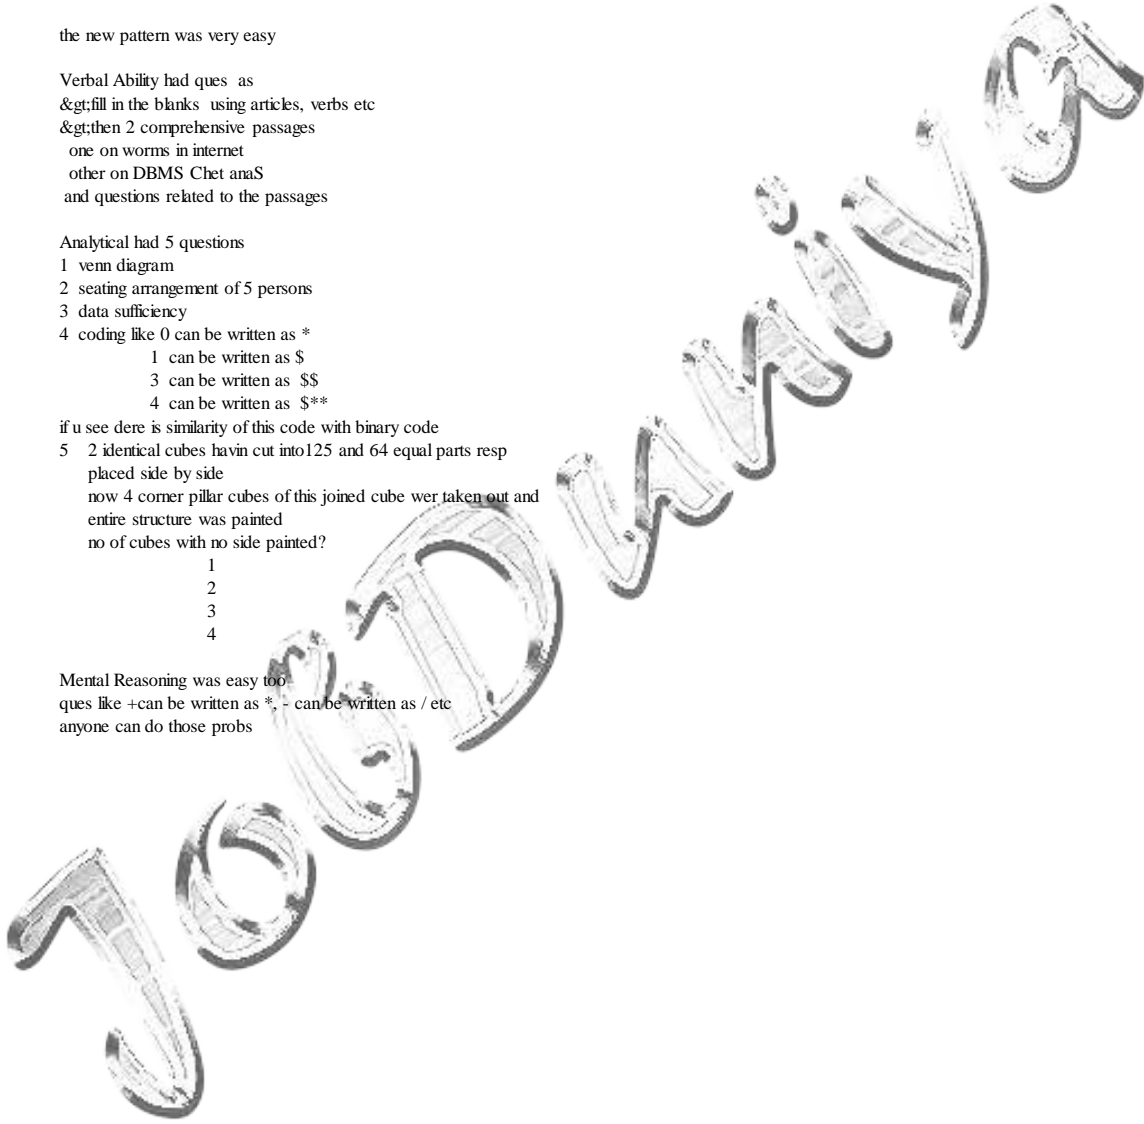 the new pattern was very easy
Verbal Ability had ques as
&gt;fill in the blanks using articles, verbs etc
&gt;then 2 comprehensive passages
one on worms in internet
other on DBMS Chet anaS
and questions related to the passages
Analytical had 5 questions
1 venn diagram
2 seating arrangement of 5 persons
3 data sufficiency
4 coding like 0 can be written as *
1 can be written as $
3 can be written as $$
4 can be written as $**
if u see dere is similarity of this code with binary code
5 2 identical cubes havin cut into125 and 64 equal parts resp
placed side by side
now 4 corner pillar cubes of this joined cube wer taken out and
entire structure was painted
no of cubes with no side painted?
1
2
3
4
Mental Reasoning was easy too
ques like +can be written as *, - can be written as / etc
anyone can do those probs
JobDuniya